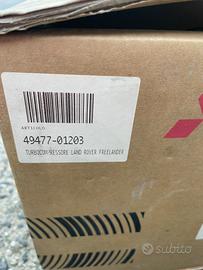 ARTICOLO
49477-01203
TURBOCOMPRESSORE LAND ROVER FREELANDER
subito